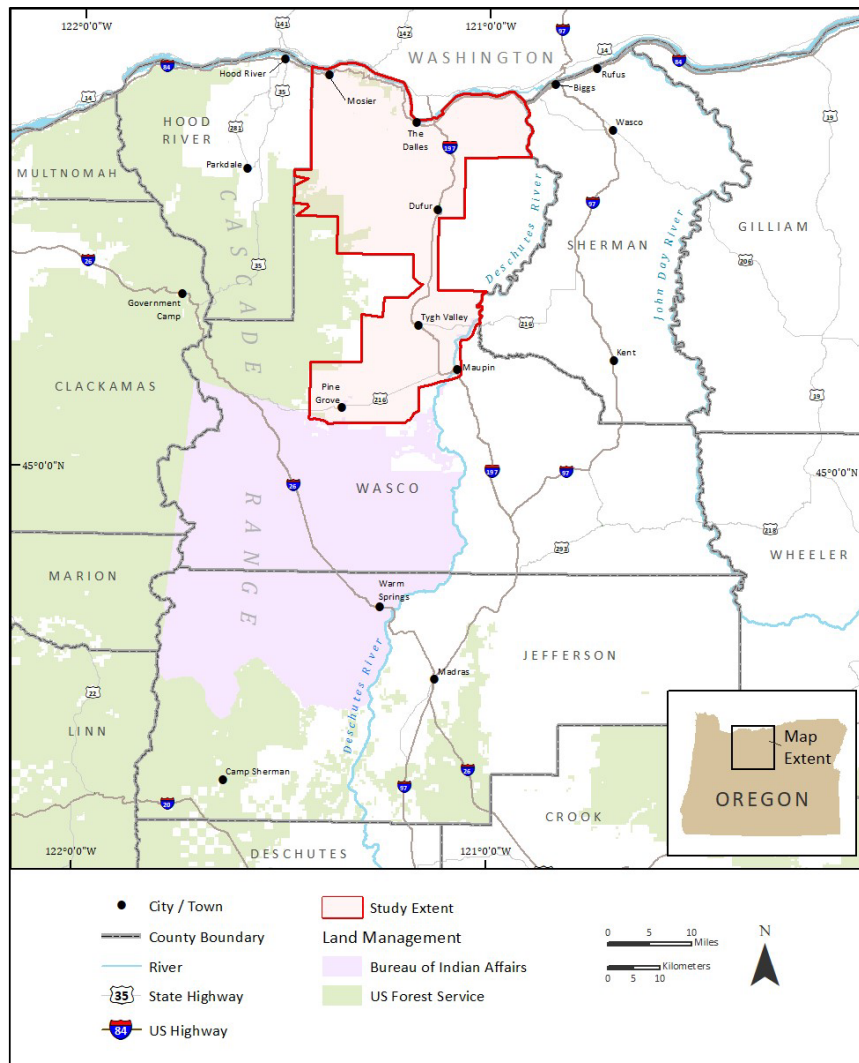 122°0'0"W
121°0'0"W
141
142
97
WASHINGTON
14
84
Hood River
Rufus
84
Biggs
Mosier
14
35
19
HOOD
RIVER
The
Dalles
Wasco
281
197
Parkdale
MULTNOMAH
CASCADE
Dufur
97
Deschutes River
SHERMAN
John Day River
GILLIAM
26
35
206
Government
Camp
Tygh Valley
216
Kent
Maupin
CLACKAMAS
Pine
Grove
216
19
45°0'0"N
197
97
45°0'0"N
26
WASCO
RANGE
218
293
WHEELER
MARION
Warm
Springs
Deschutes River
JEFFERSON
Madras
22
LINN
Map
Extent
Camp Sherman
26
97
OREGON
20
CROOK
DESCHUTES
122°0'0"W
121°0'0"W
City / Town
County Boundary
River
35 State Highway
84 US Highway
Study Extent
Land Management
Bureau of Indian Affairs
US Forest Service
0 5 10
Miles
Kilometers
0 5 10
N